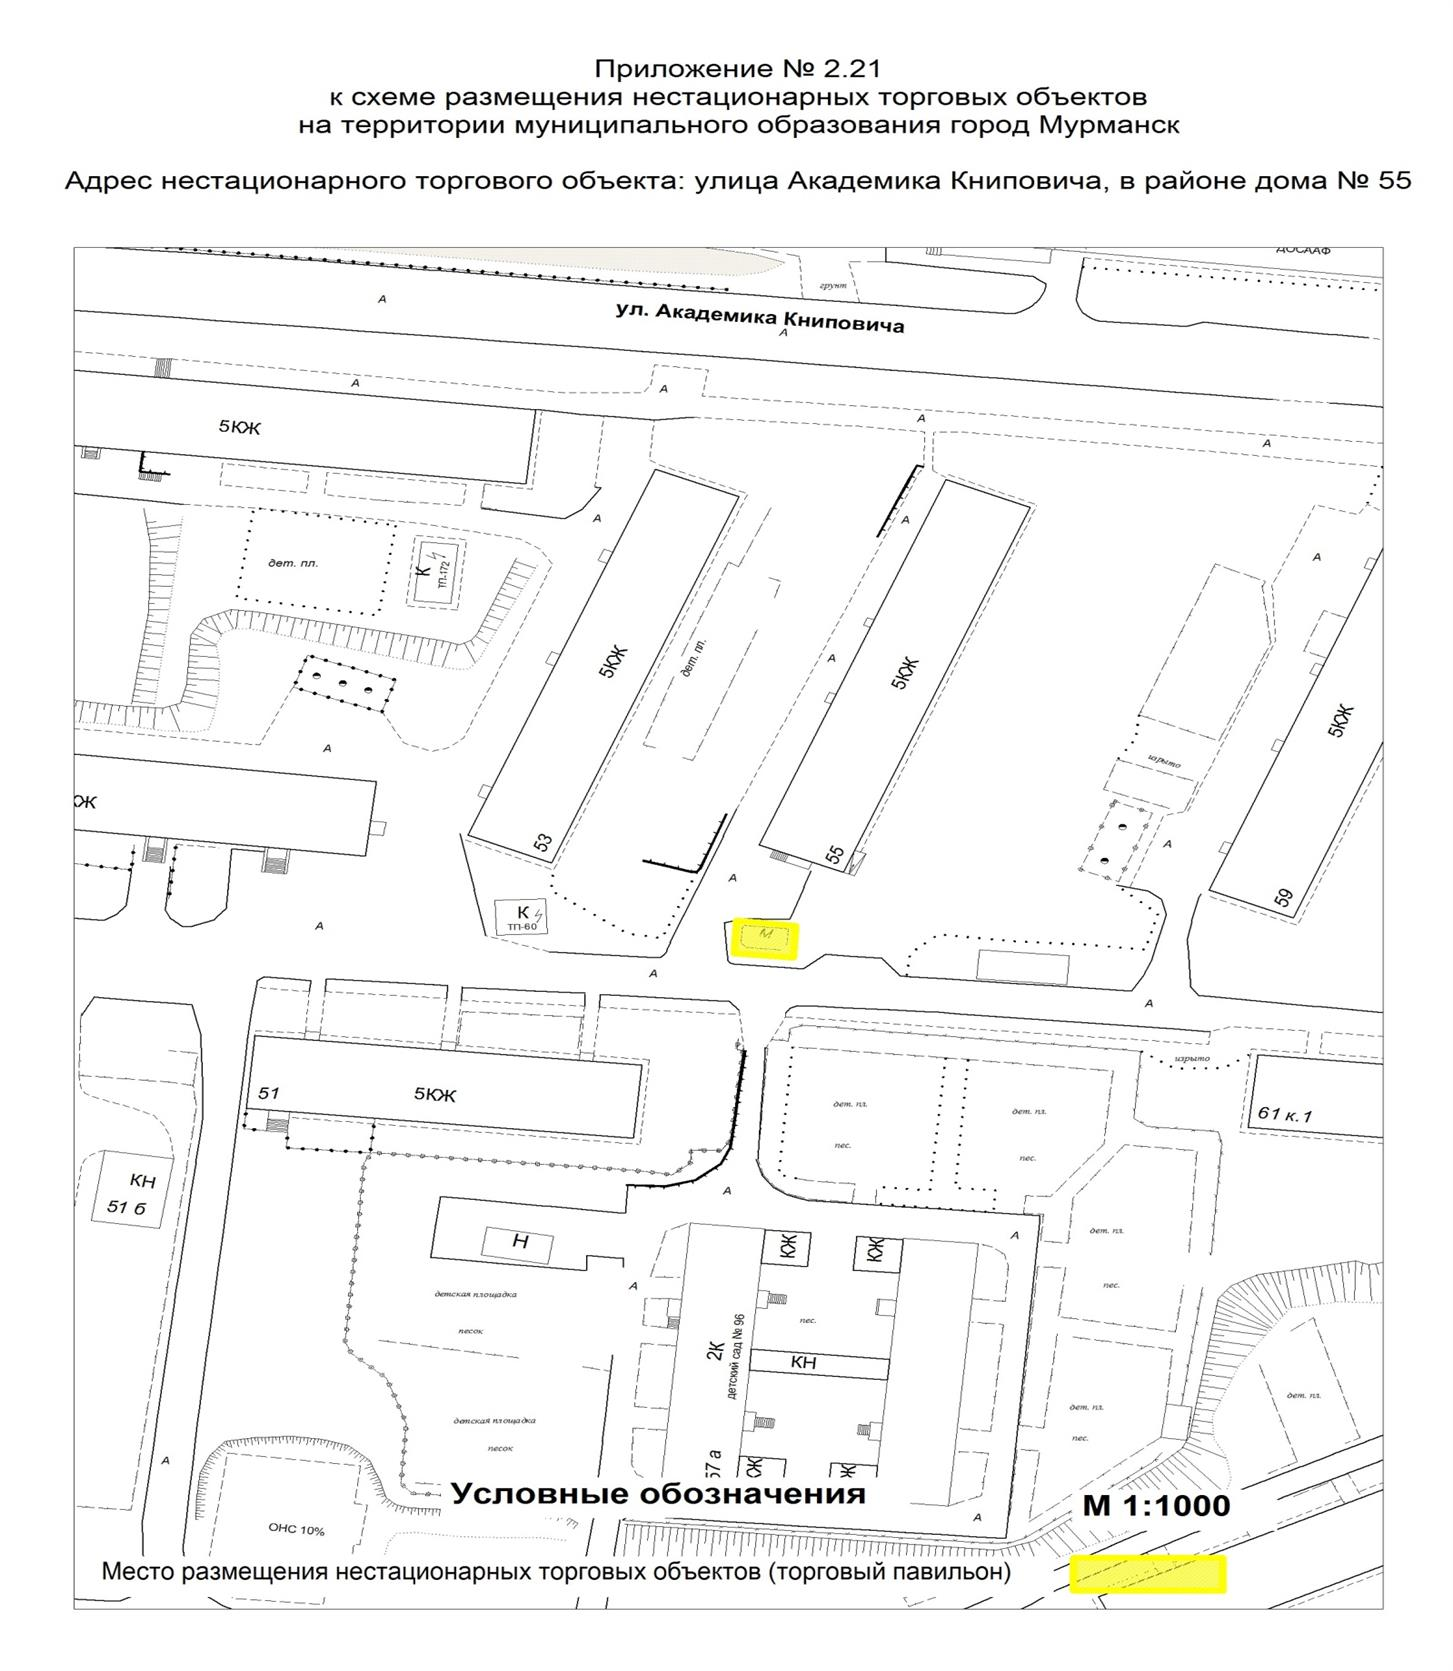 Приложение № 2.21
к схеме размещения нестационарных торговых объектов
на территории муниципального образования город Мурманск
Адрес нестационарного торгового объекта: улица Академика Книповича, в районе дома № 55
ДОСААФ
грунт
А
ул. Академика Книповича
А
А
А
А
А
5КЖ
А
А
А
дет. пл.
К
ТП-172
5КЖ
дет. пл.
А
5КЖ
5КЖ
А
изрыто
КЖ
53
55
А
59
А
К
ТП-60
М
А
А
А
изрыто
51
5КЖ
дет. пл.
дет. пл.
61 к.1
пес.
пес.
КН
51 б
А
Н
КЖ
КЖ
А
дет. пл.
А
пес.
детская площадка
песок
2К
детский сад № 96
пес.
КН
дет. пл.
дет. пл.
пес.
детская площадка
песок
А
57 а
КЖ
КЖ
Условные обозначения
М 1:1000
А
ОНС 10%
Место размещения нестационарных торговых объектов (торговый павильон)